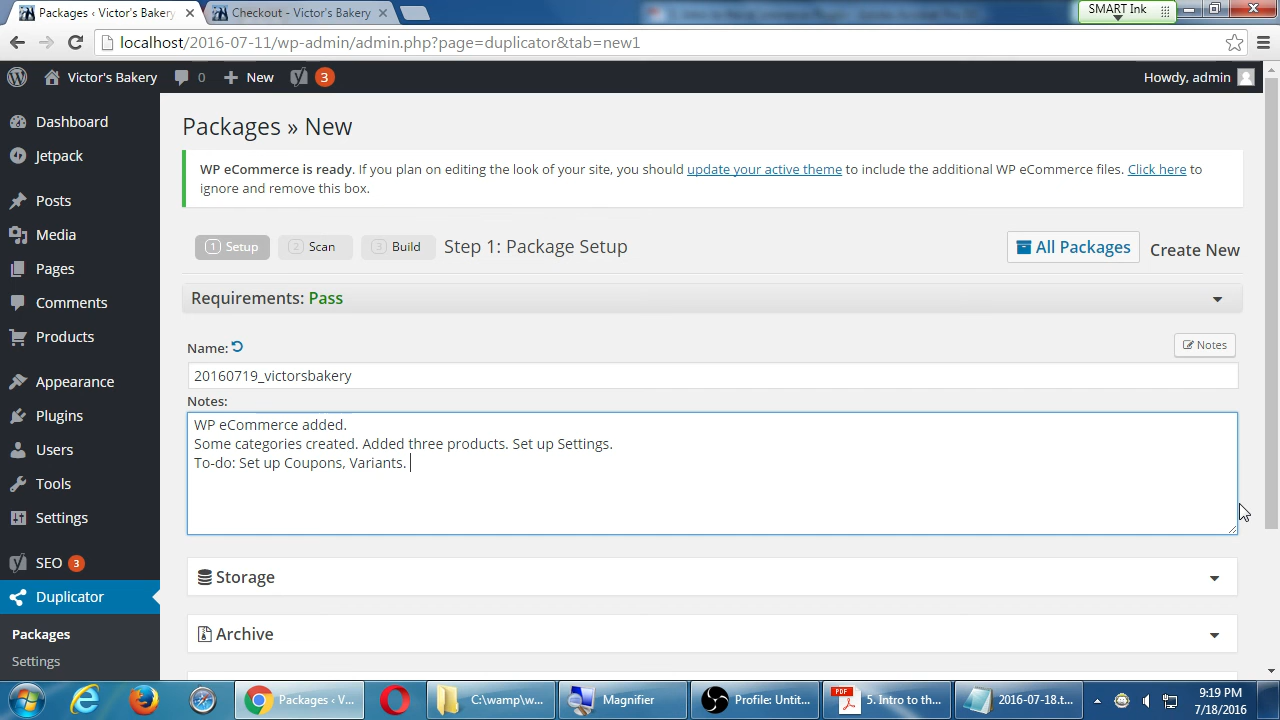 Packages ‹ Victor's Bakery
Checkout - Victor's Bakery
SMART Ink
localhost/2016-07-11/wp-admin/admin.php?page=duplicator&tab=new1
Victor's Bakery
0
New
3
Howdy, admin
Dashboard
Jetpack
Posts
Media
Pages
Comments
Products
Appearance
Plugins
Users
Tools
Settings
SEO 3
Duplicator
Packages
Settings
Packages » New
WP eCommerce is ready. If you plan on editing the look of your site, you should update your active theme to include the additional WP eCommerce files. Click here to
ignore and remove this box.
1 Setup
2 Scan
3 Build
Step 1: Package Setup
All Packages
Create New
Requirements: Pass
Name:
Notes
20160719_victorsbakery
Notes:
WP eCommerce added.
Some categories created. Added three products. Set up Settings.
To-do: Set up Coupons, Variants.
Storage
Archive
Packages ‹ V...
C:\wamp\w...
Magnifier
Profile: Untit...
PDF
5. Intro to th...
2016-07-18.t...
9:19 PM
7/18/2016